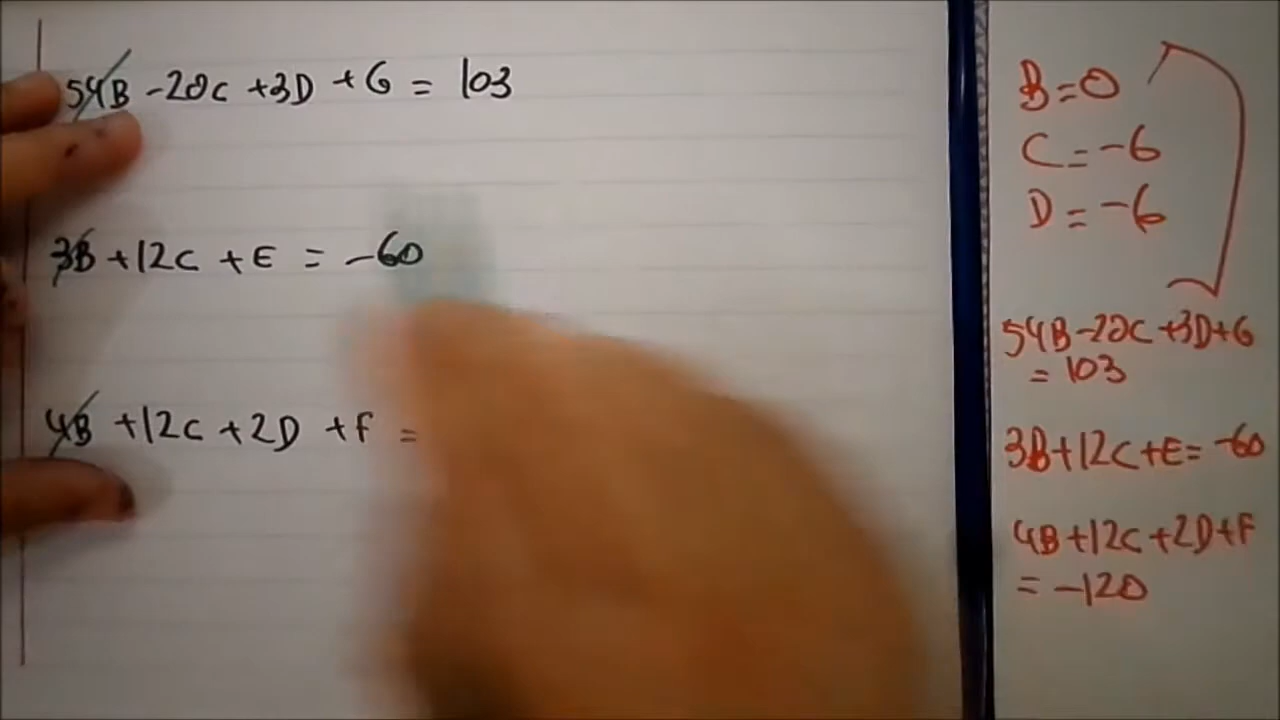 54B -20C +3D +G = 103
3B +12C +E = -60
4B +12C +2D +F =
B=0
C=-6
D=-6
54B-20C+3D+G
= 103
3B+12C+E=-60
4B+12C+2D+F
= -120